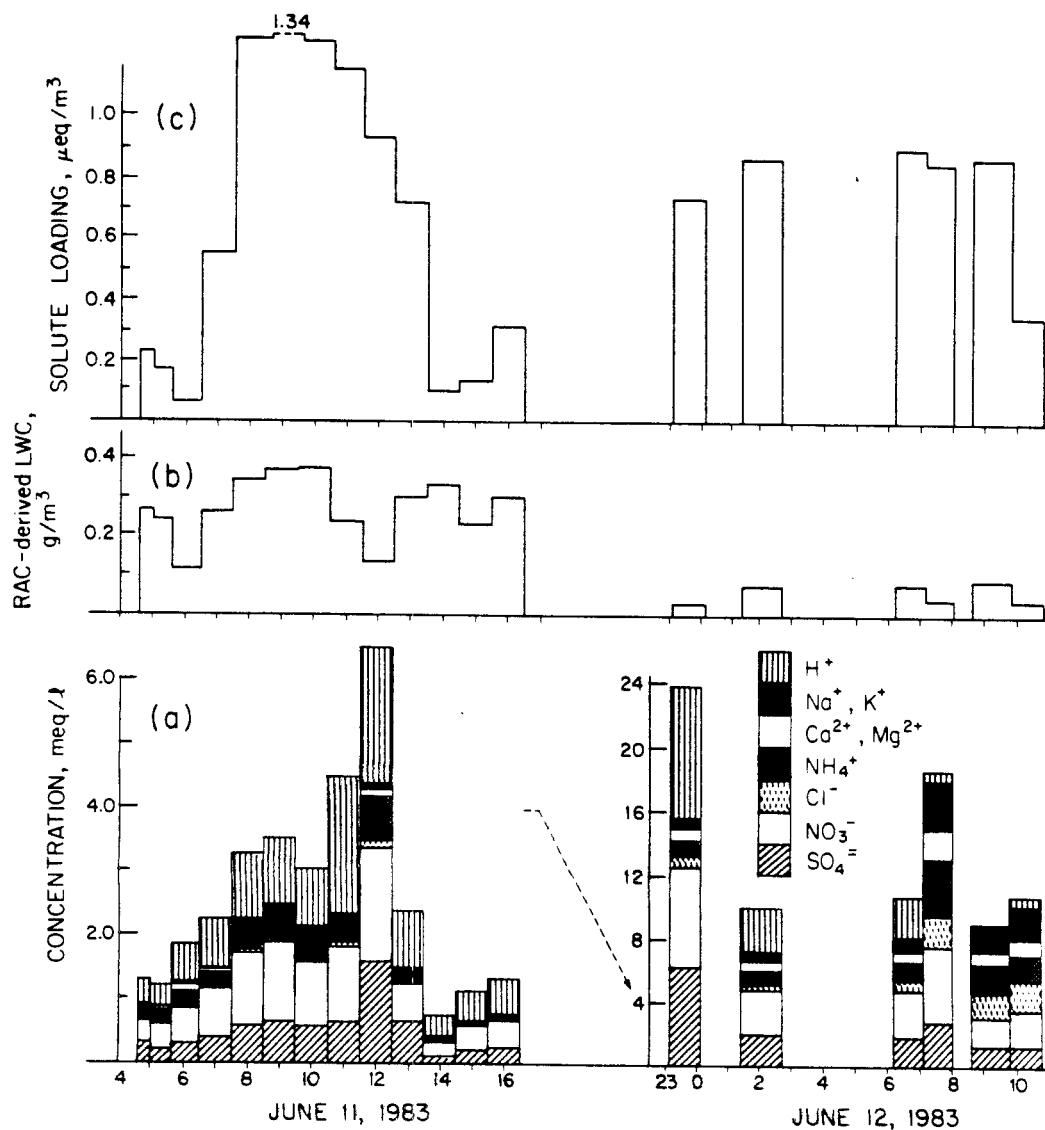 1.34
(c)
SOLUTE LOADING, µeq/m³
1.0
0.8
0.6
0.4
0.2
(b)
RAC-derived LWC,
g/m³
0.4
0.2
(a)
CONCENTRATION, meq/ℓ
6.0
4.0
2.0
24
20
16
12
8
4
H⁺
Na⁺, K⁺
Ca²⁺, Mg²⁺
NH₄⁺
Cl⁻
NO₃⁻
SO₄⁼
4 6 8 10 12 14 16
23 0 2 4 6 8 10
JUNE 11, 1983
JUNE 12, 1983